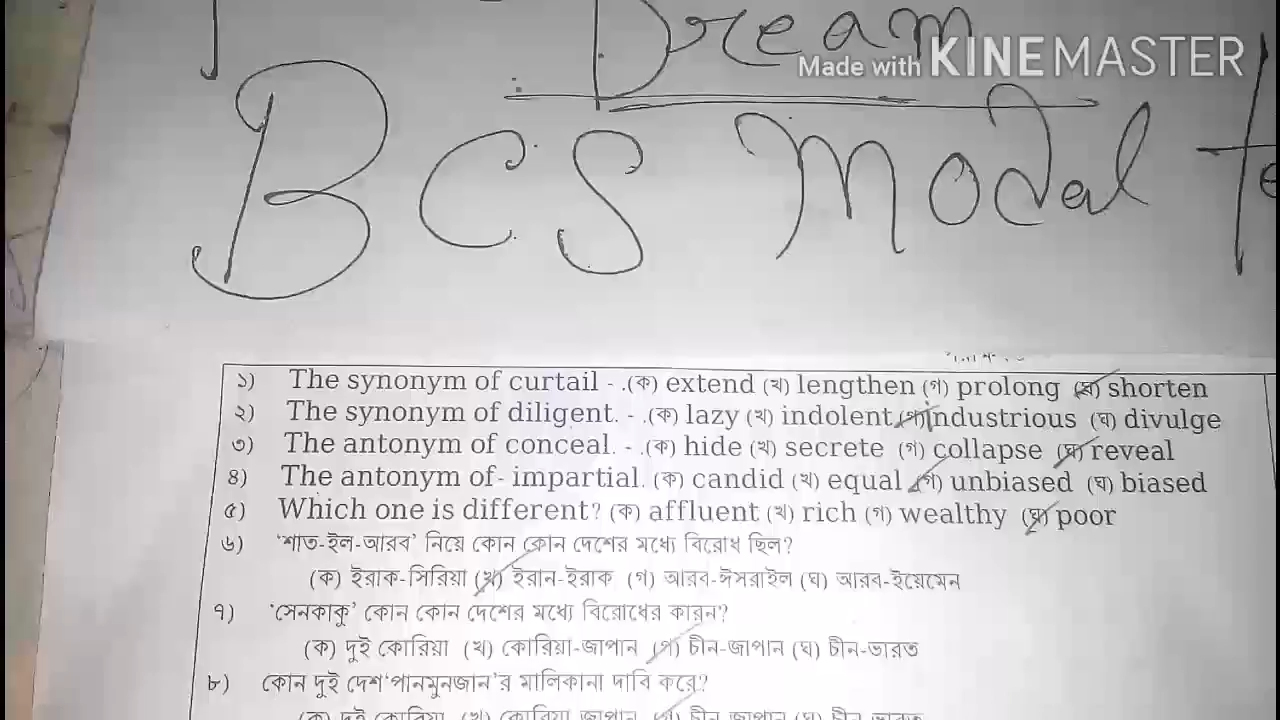 Dream
Made with KINEMASTER
BCS Model Te
১) The synonym of curtail - .(ক) extend (খ) lengthen (গ) prolong (ঘ) shorten
২) The synonym of diligent. - .(ক) lazy (খ) indolent (গ) industrious (ঘ) divulge
৩) The antonym of conceal. - .(ক) hide (খ) secrete (গ) collapse (ঘ) reveal
৪) The antonym of- impartial. (ক) candid (খ) equal (গ) unbiased (ঘ) biased
৫) Which one is different? (ক) affluent (খ) rich (গ) wealthy (ঘ) poor
৬) ‘শাত-ইল-আরব’ নিয়ে কোন কোন দেশের মধ্যে বিরোধ ছিল?
(ক) ইরাক-সিরিয়া (খ) ইরান-ইরাক (গ) আরব-ঈসরাইল (ঘ) আরব-ইয়েমেন
৭) ‘সেনকাকু’ কোন কোন দেশের মধ্যে বিরোধের কারন?
(ক) দুই কোরিয়া (খ) কোরিয়া-জাপান (গ) চীন-জাপান (ঘ) চীন-ভারত
৮) কোন দুই দেশ‘পানমুনজান’র মালিকানা দাবি করে?
(ক) দুই কোরিয়া (খ) কোরিয়া জাপান (গ) চীন জাপান (ঘ) চীন ভারত